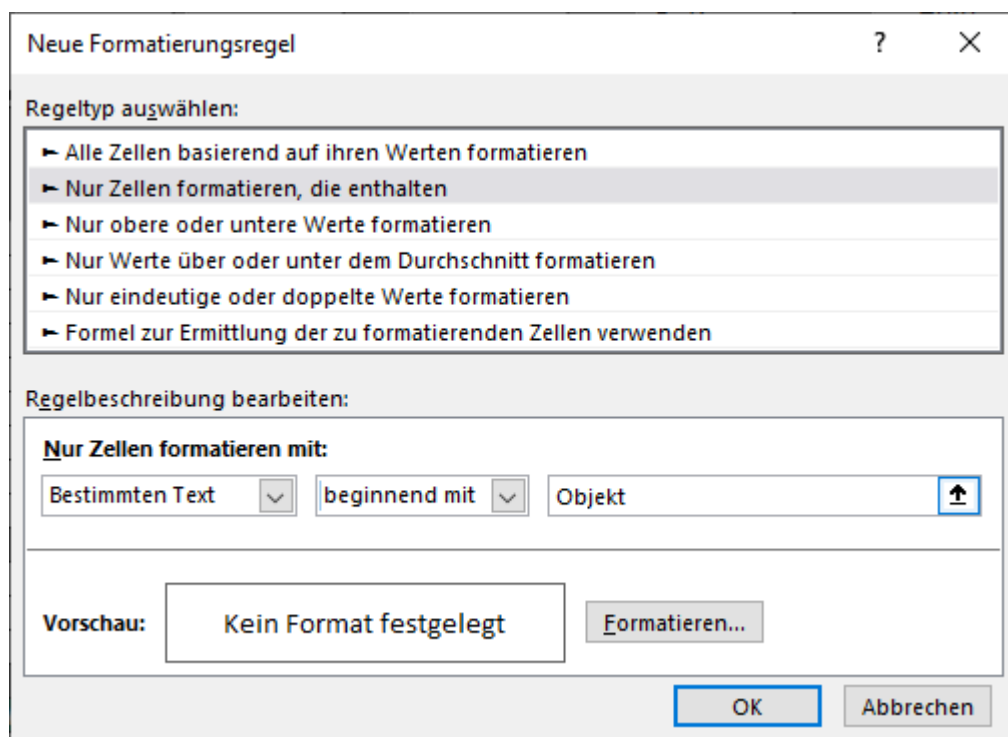 Neue Formatierungsregel ?
Regeltyp auswählen:
Alle Zellen basierend auf ihren Werten formatieren
Nur Zellen formatieren, die enthalten
Nur obere oder untere Werte formatieren
Nur Werte über oder unter dem Durchschnitt formatieren
Nur eindeutige oder doppelte Werte formatieren
Formel zur Ermittlung der zu formatierenden Zellen verwenden
Regelbeschreibung bearbeiten:
Nur Zellen formatieren mit:
Bestimmten Text beginnend mit Objekt
Vorschau: Kein Format festgelegt Formatieren...
OK Abbrechen